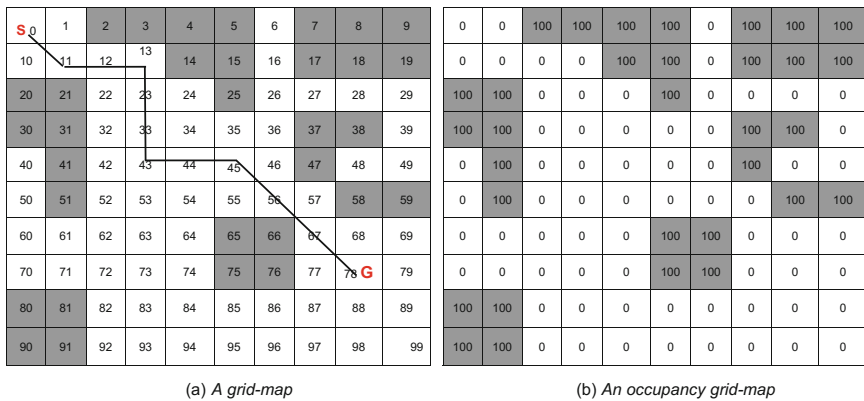 S 0 1 2 3 4 5 6 7 8 9
10 11 12 13 14 15 16 17 18 19
20 21 22 23 24 25 26 27 28 29
30 31 32 33 34 35 36 37 38 39
40 41 42 43 44 45 46 47 48 49
50 51 52 53 54 55 56 57 58 59
60 61 62 63 64 65 66 67 68 69
70 71 72 73 74 75 76 77 78 G 79
80 81 82 83 84 85 86 87 88 89
90 91 92 93 94 95 96 97 98 99
(a) A grid-map
0 0 100 100 100 100 0 100 100 100
0 0 0 0 100 100 0 100 100 100
100 100 0 0 0 100 0 0 0 0
100 100 0 0 0 0 0 100 100 0
0 100 0 0 0 0 0 100 0 0
0 100 0 0 0 0 0 0 100 100
0 0 0 0 0 100 100 0 0 0
0 0 0 0 0 100 100 0 0 0
100 100 0 0 0 0 0 0 0 0
100 100 0 0 0 0 0 0 0 0
(b) An occupancy grid-map